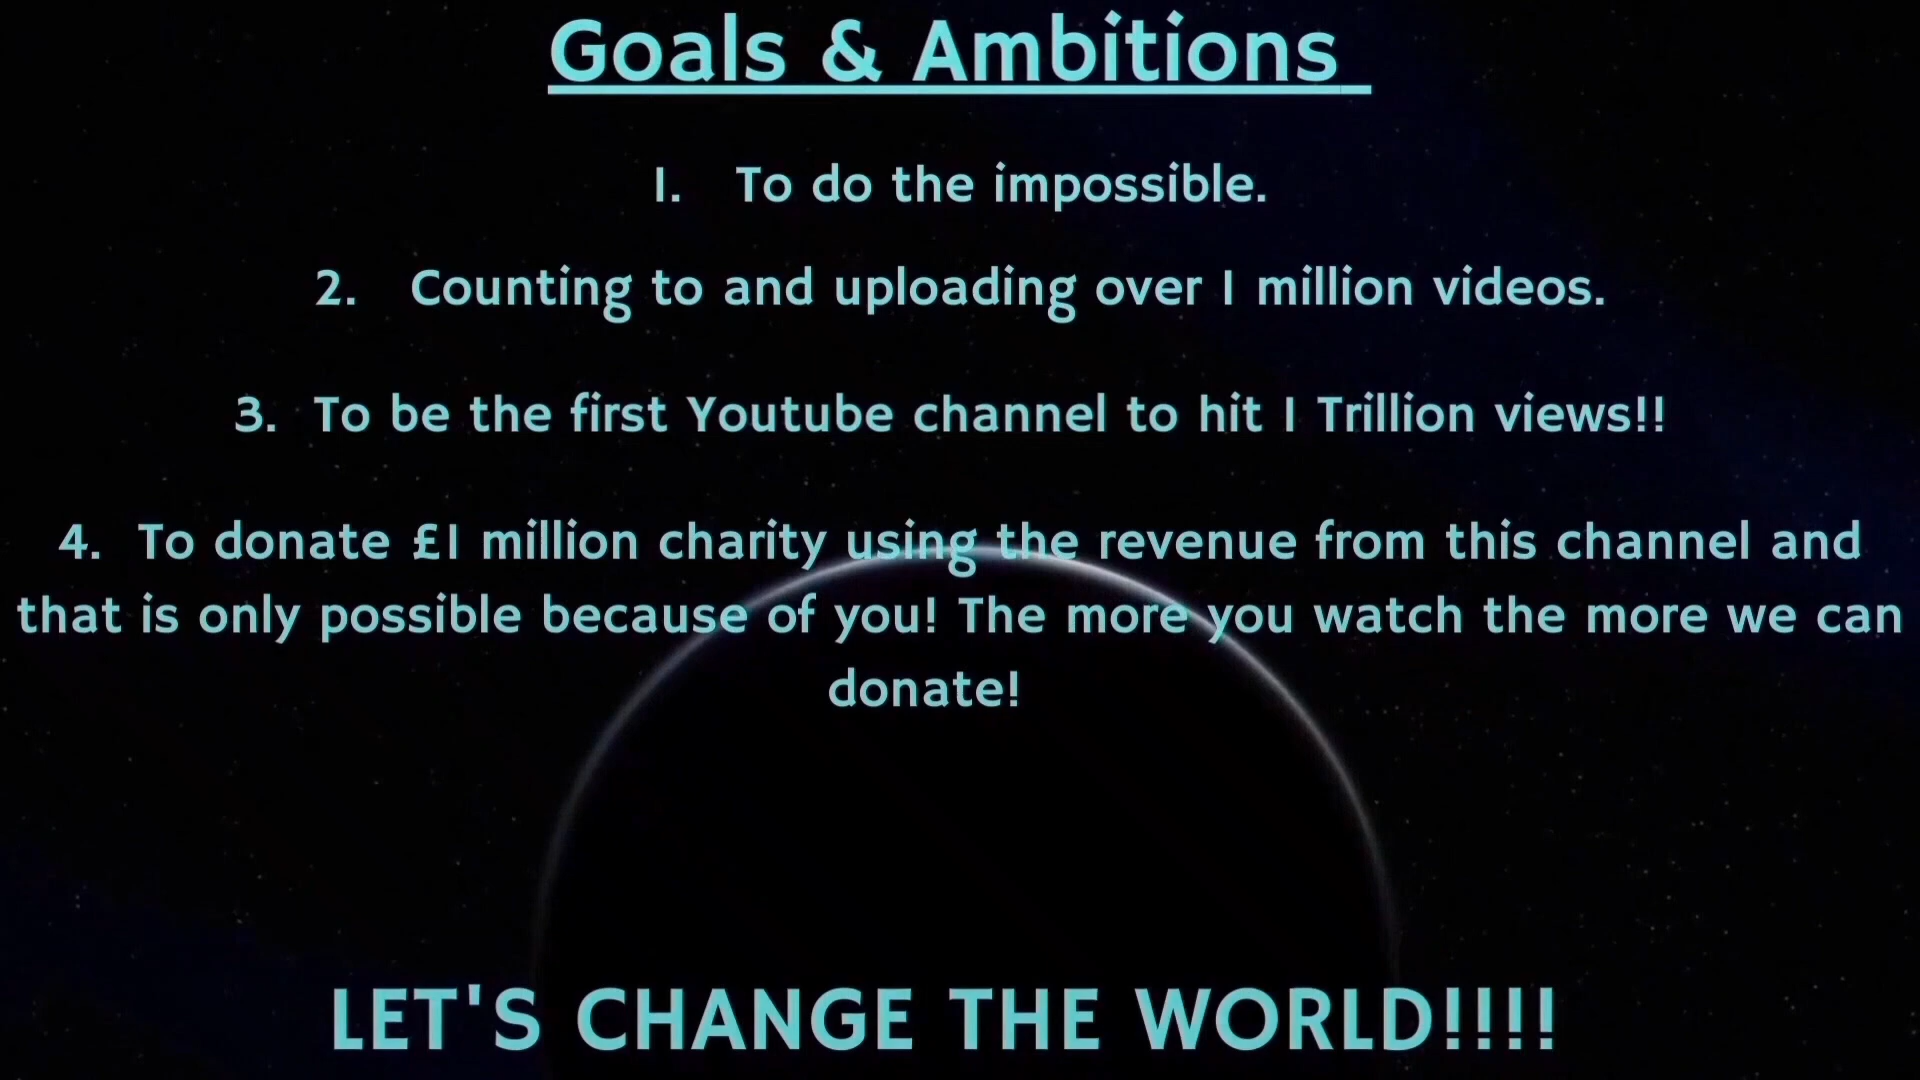 Goals & Ambitions
1. To do the impossible.
2. Counting to and uploading over 1 million videos.
3. To be the first Youtube channel to hit 1 Trillion views!!
4. To donate £1 million charity using the revenue from this channel and
that is only possible because of you! The more you watch the more we can
donate!
LET'S CHANGE THE WORLD!!!!